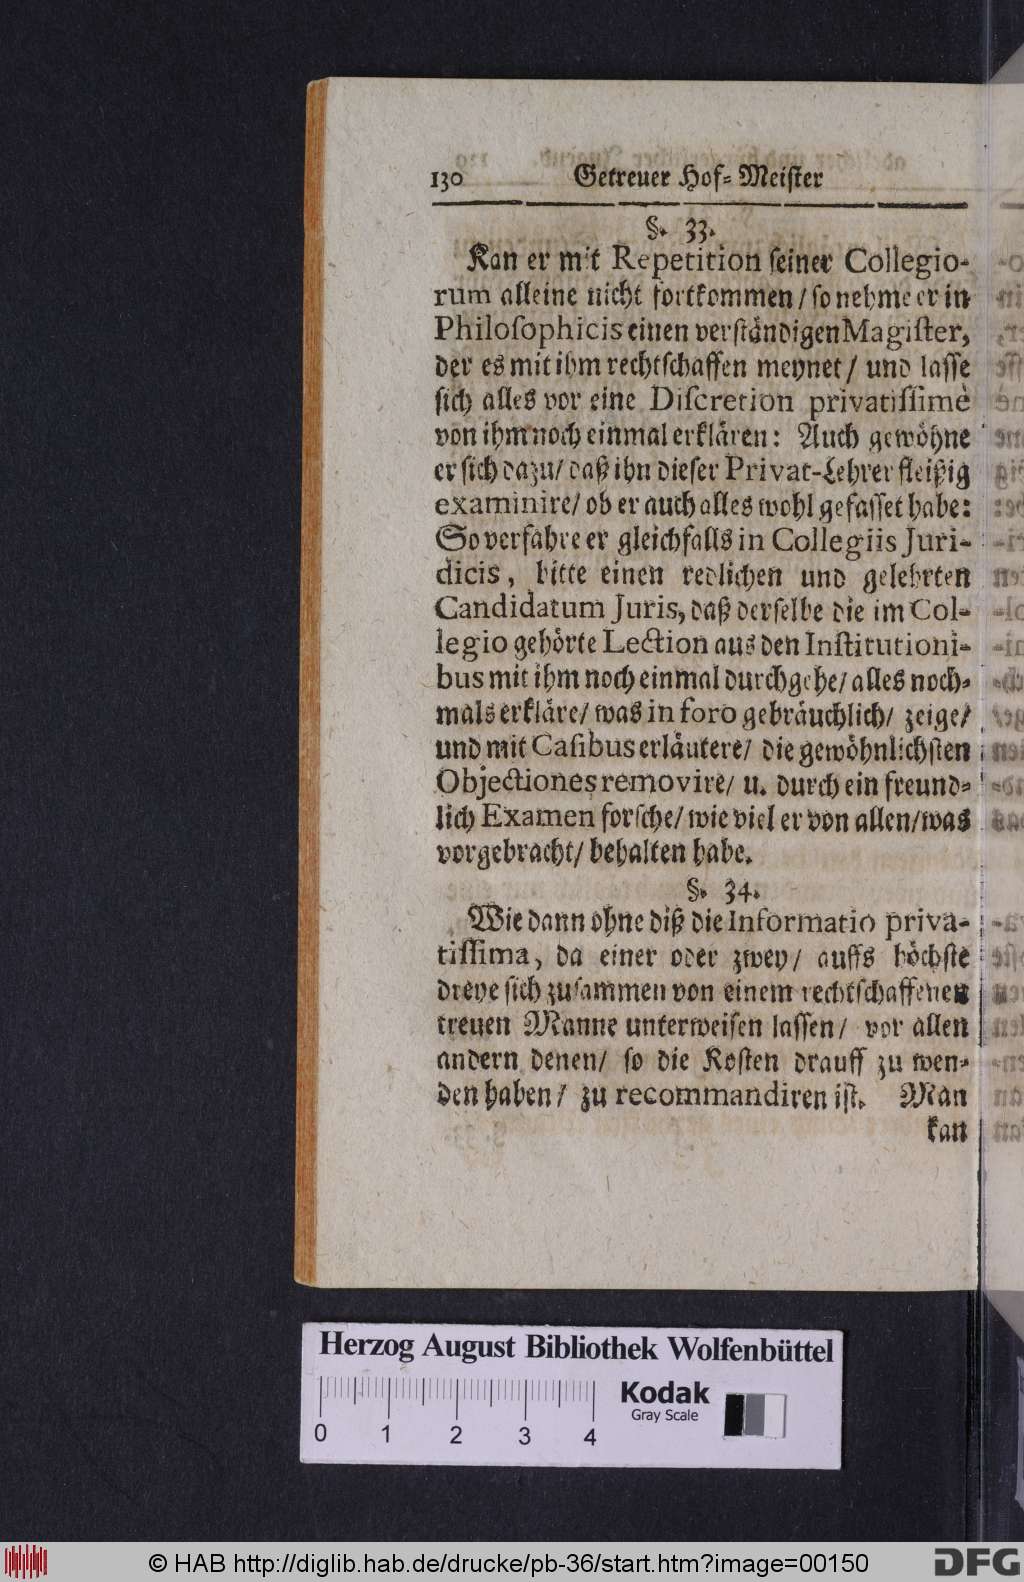 130 Getreuer Hof-Meister
§. 33.
Kan er mit Repetition seiner Collegio-
rum alleine nicht fortkommen/ so nehme er in
Philosophicis einen verständigen Magister,
der es mit ihm rechtschaffen meynet/ und lasse
sich alles vor eine Discretion privatissimè
von ihm noch einmal erklären: Auch gewöhne
er sich dazu/ daß ihn dieser Privat-Lehrer fleißig
examinire/ ob er auch alles wohl gefasset habe:
So verfahre er gleichfalls in Collegiis Juri-
dicis, bitte einen redlichen und gelehrten
Candidatum Juris, daß derselbe die im Col-
legio gehörte Lection aus den Institutioni-
bus mit ihm noch einmal durchgehe/ alles noch-
mals erkläre/ was in foro gebräuchlich/ zeige/
und mit Casibus erläutere/ die gewöhnlichsten
Objectiones removire/ u. durch ein freund-
lich Examen forsche/ wie viel er von allen/ was
vorgebracht/ behalten habe.
§. 34.
Wie dann ohne diß die Informatio priva-
tissima, da einer oder zwey/ auffs höchste
dreye sich zusammen von einem rechtschaffenen
treuen Manne unterweisen lassen/ vor allen
andern denen/ so die Kosten drauff zu wen-
den haben/ zu recommandiren ist. Man
kan
Herzog August Bibliothek Wolfenbüttel
0 1 2 3 4
Kodak
Gray Scale
© HAB http://diglib.hab.de/drucke/pb-36/start.htm?image=00150
DFG